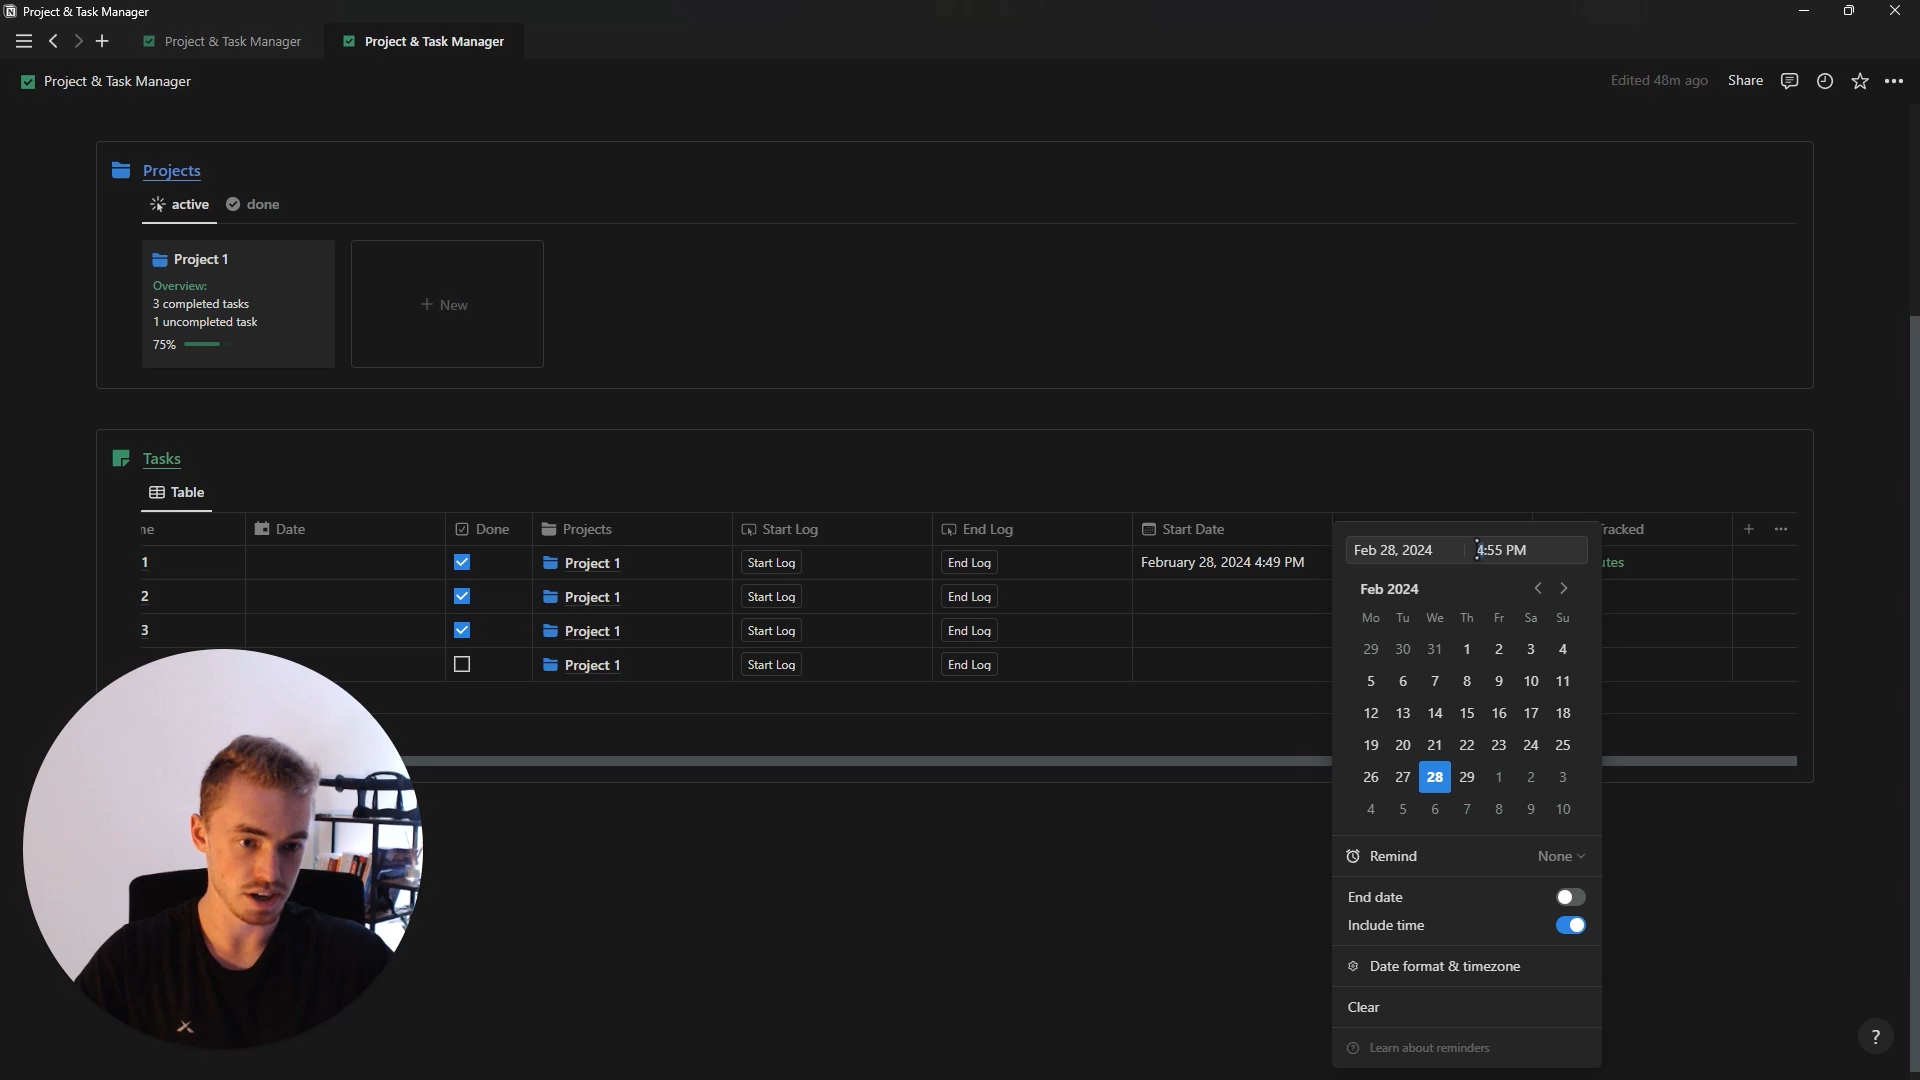 Project & Task Manager
Project & Task Manager
Project & Task Manager
Project & Task Manager
Edited 48m ago
Share
Projects
active
done
Project 1
Overview:
3 completed tasks
1 uncompleted task
75%
New
Tasks
Table
ne Date Done Projects Start Log End Log Start Date racked
1 Project 1 Start Log End Log February 28, 2024 4:49 PM utes
2 Project 1 Start Log End Log
3 Project 1 Start Log End Log
Project 1 Start Log End Log
Feb 28, 2024 4:55 PM
Feb 2024
Mo Tu We Th Fr Sa Su
29 30 31 1 2 3 4
5 6 7 8 9 10 11
12 13 14 15 16 17 18
19 20 21 22 23 24 25
26 27 28 29 1 2 3
4 5 6 7 8 9 10
Remind None
End date
Include time
Date format & timezone
Clear
Learn about reminders
?